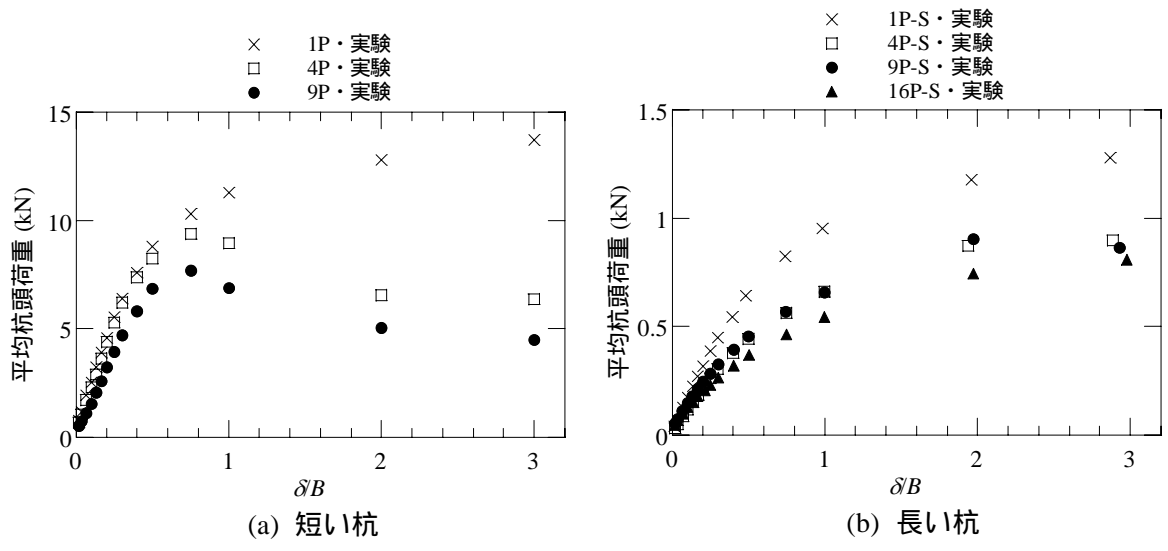 1P・実験
4P・実験
9P・実験
15
10
5
0
平均杭頭荷重 (kN)
0 1 2 3
δ/B
(a) 短い杭
1P-S・実験
4P-S・実験
9P-S・実験
16P-S・実験
1.5
1
0.5
0
平均杭頭荷重 (kN)
0 1 2 3
δ/B
(b) 長い杭